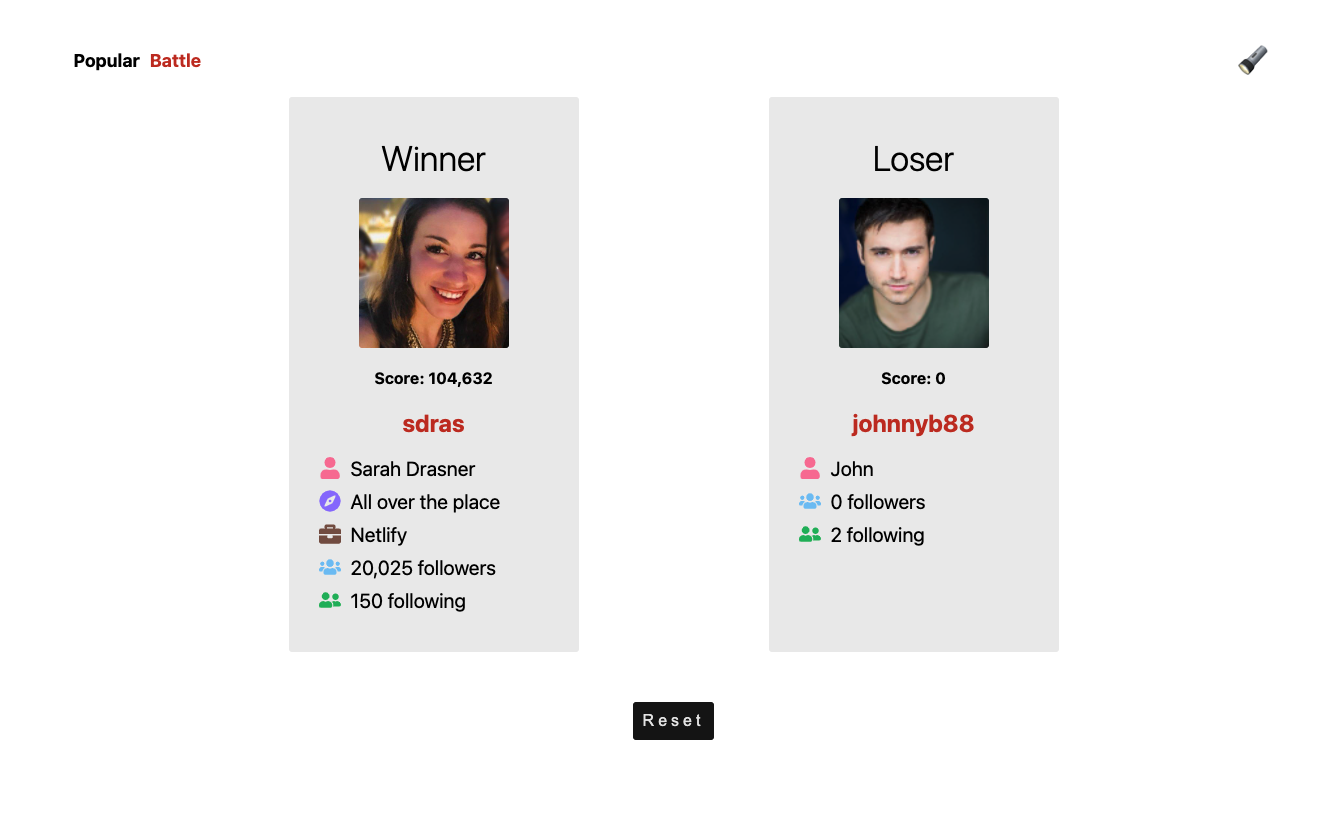 Popular Battle
Winner
Score: 104,632
sdras
Sarah Drasner
All over the place
Netlify
20,025 followers
150 following
Loser
Score: 0
johnnyb88
John
0 followers
2 following
Reset